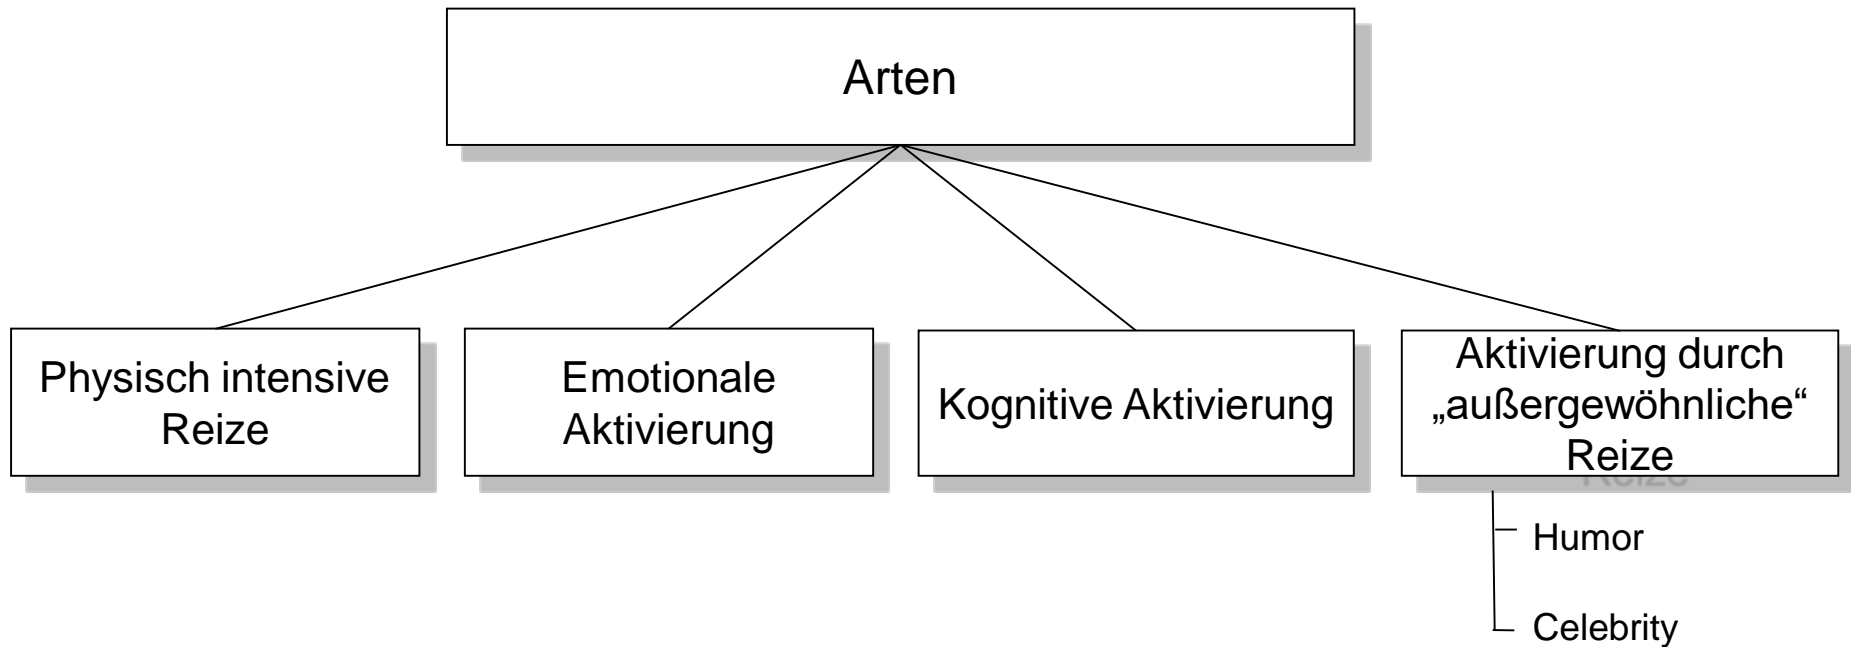 Arten
Physisch intensive
Reize
Emotionale
Aktivierung
Kognitive Aktivierung
Aktivierung durch
„außergewöhnliche“
Reize
Humor
Celebrity